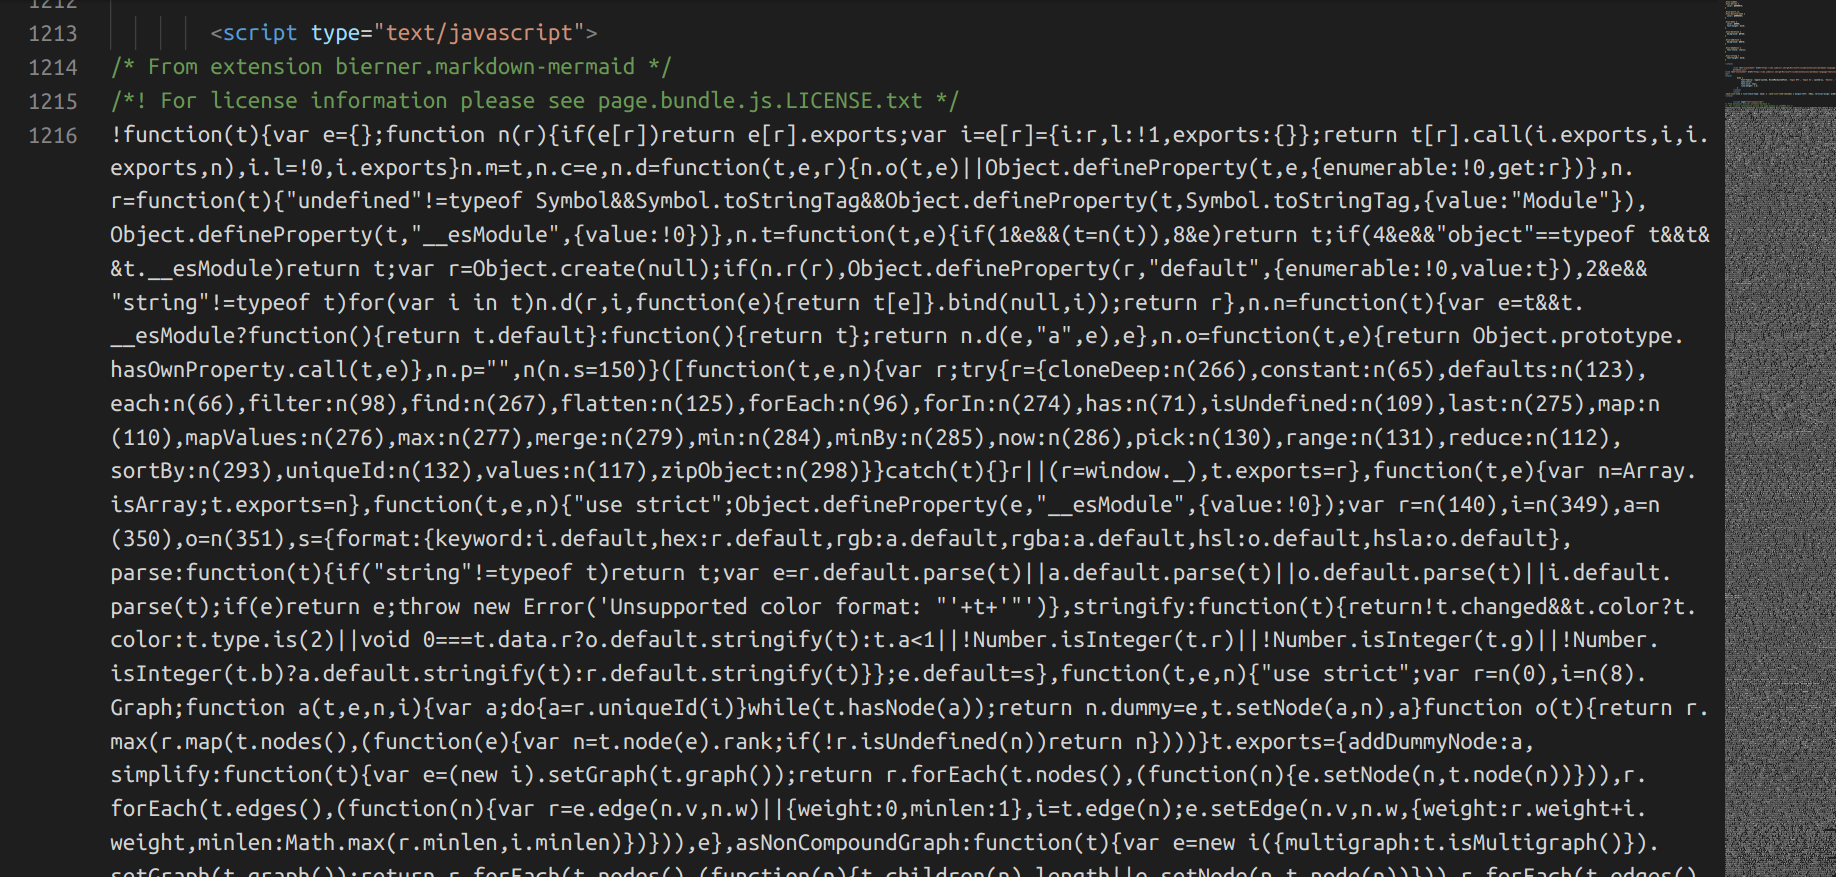 1212
1213 <script type="text/javascript">
1214 /* From extension bierner.markdown-mermaid */
1215 /*! For license information please see page.bundle.js.LICENSE.txt */
1216 !function(t){var e={};function n(r){if(e[r])return e[r].exports;var i=e[r]={i:r,l:!1,exports:{}};return t[r].call(i.exports,i,i.
exports,n),i.l=!0,i.exports}n.m=t,n.c=e,n.d=function(t,e,r){n.o(t,e)||Object.defineProperty(t,e,{enumerable:!0,get:r})},n.
r=function(t){"undefined"!=typeof Symbol&&Symbol.toStringTag&&Object.defineProperty(t,Symbol.toStringTag,{value:"Module"}),
Object.defineProperty(t,"__esModule",{value:!0})},n.t=function(t,e){if(1&e&&(t=n(t)),8&e)return t;if(4&e&&"object"==typeof t&&t&
&t.__esModule)return t;var r=Object.create(null);if(n.r(r),Object.defineProperty(r,"default",{enumerable:!0,value:t}),2&e&&
"string"!=typeof t)for(var i in t)n.d(r,i,function(e){return t[e]}.bind(null,i));return r},n.n=function(t){var e=t&&t.
__esModule?function(){return t.default}:function(){return t};return n.d(e,"a",e),e},n.o=function(t,e){return Object.prototype.
hasOwnProperty.call(t,e)},n.p="",n(n.s=150)}([function(t,e,n){var r;try{r={cloneDeep:n(266),constant:n(65),defaults:n(123),
each:n(66),filter:n(98),find:n(267),flatten:n(125),forEach:n(96),forIn:n(274),has:n(71),isUndefined:n(109),last:n(275),map:n
(110),mapValues:n(276),max:n(277),merge:n(279),min:n(284),minBy:n(285),now:n(286),pick:n(130),range:n(131),reduce:n(112),
sortBy:n(293),uniqueId:n(132),values:n(117),zipObject:n(298)}}catch(t){}r||(r=window._),t.exports=r},function(t,e){var n=Array.
isArray;t.exports=n},function(t,e,n){"use strict";Object.defineProperty(e,"__esModule",{value:!0});var r=n(140),i=n(349),a=n
(350),o=n(351),s={format:{keyword:i.default,hex:r.default,rgb:a.default,rgba:a.default,hsl:o.default,hsla:o.default},
parse:function(t){if("string"!=typeof t)return t;var e=r.default.parse(t)||a.default.parse(t)||o.default.parse(t)||i.default.
parse(t);if(e)return e;throw new Error('Unsupported color format: "'+t+'"')},stringify:function(t){return!t.changed&&t.color?t.
color:t.type.is(2)||void 0===t.data.r?o.default.stringify(t):t.a<1||!Number.isInteger(t.r)||!Number.isInteger(t.g)||!Number.
isInteger(t.b)?a.default.stringify(t):r.default.stringify(t)}};e.default=s},function(t,e,n){"use strict";var r=n(0),i=n(8).
Graph;function a(t,e,n,i){var a;do{a=r.uniqueId(i)}while(t.hasNode(a));return n.dummy=e,t.setNode(a,n),a}function o(t){return r.
max(r.map(t.nodes(),(function(e){var n=t.node(e).rank;if(!r.isUndefined(n))return n})))}t.exports={addDummyNode:a,
simplify:function(t){var e=(new i).setGraph(t.graph());return r.forEach(t.nodes(),(function(n){e.setNode(n,t.node(n))})),r.
forEach(t.edges(),(function(n){var r=e.edge(n.v,n.w)||{weight:0,minlen:1},i=t.edge(n);e.setEdge(n.v,n.w,{weight:r.weight+i.
weight,minlen:Math.max(r.minlen,i.minlen)})})),e},asNonCompoundGraph:function(t){var e=new i({multigraph:t.isMultigraph()}).
setGraph(t.graph());return r.forEach(t.nodes(),(function(n){t.children(n).length||e.setNode(n,t.node(n))})),r.forEach(t.edges()